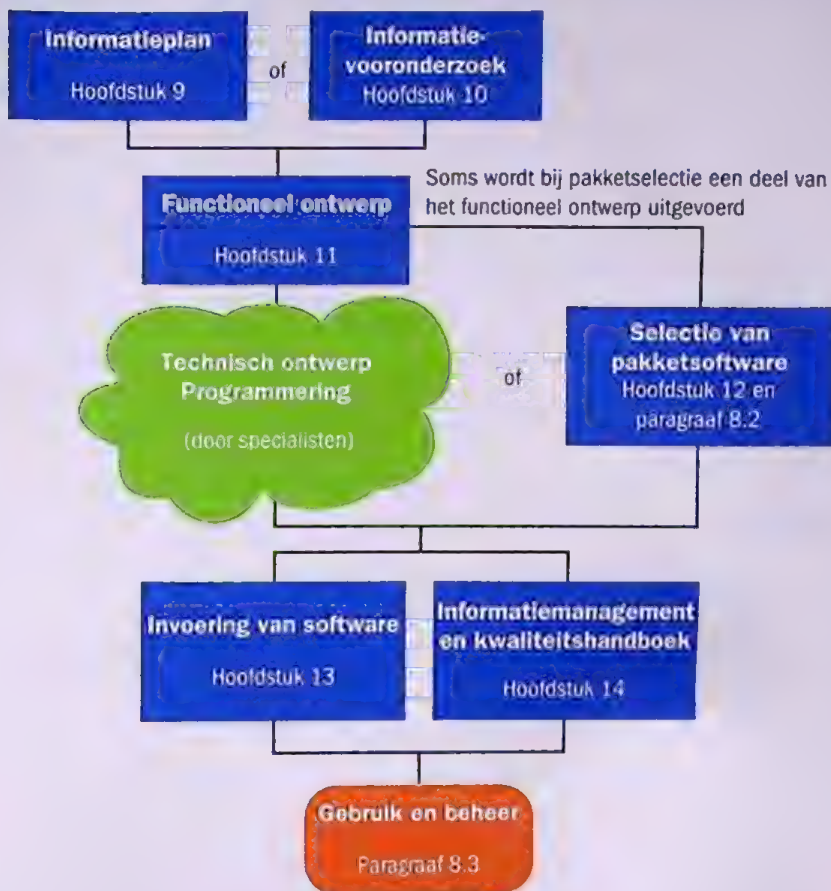 Informatieplan
Hoofdstuk 9
of
Informatie-
vooronderzoek
Hoofdstuk 10
Functioneel ontwerp
Hoofdstuk 11
Soms wordt bij pakketselectie een deel van
het functioneel ontwerp uitgevoerd
Technisch ontwerp
Programmering
(door specialisten)
of
Selectie van
pakketsoftware
Hoofdstuk 12 en
paragraaf 8.2
Invoering van software
Hoofdstuk 13
Informatiemanagement
en kwaliteitshandboek
Hoofdstuk 14
Gebruik en beheer
Paragraaf 8.3